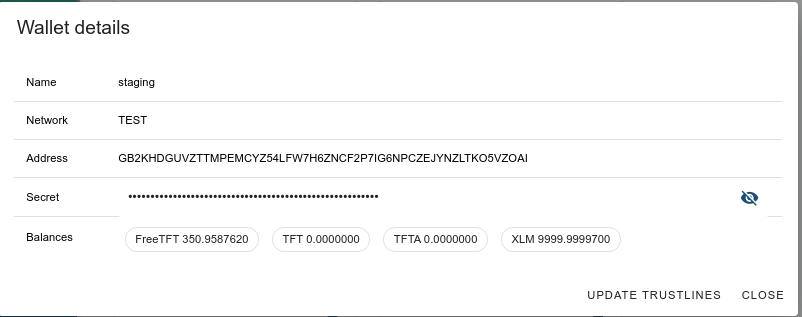 Wallet details
Name staging
Network TEST
Address GB2KHDGUVZTTMPEMCYZ54LFW7H6ZNCF2P7IG6NPCZEJYNZLTKO5VZOAI
Secret ••••••••••••••••••••••••••••••••••••••••••••••••••••••••
Balances FreeTFT 350.9587620 TFT 0.0000000 TFTA 0.0000000 XLM 9999.9999700
UPDATE TRUSTLINES CLOSE